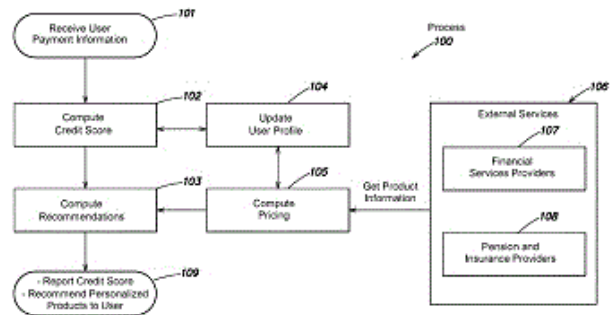 101
Receive User
Payment Information
Process
100
102
Compute
Credit Score
104
Update
User Profile
106
External Services
107
Financial
Services Providers
103
Compute
Recommendations
105
Compute
Pricing
Get Product
Information
108
Pension and
Insurance Providers
109
- Report Credit Score
- Recommend Personalized
Products to User